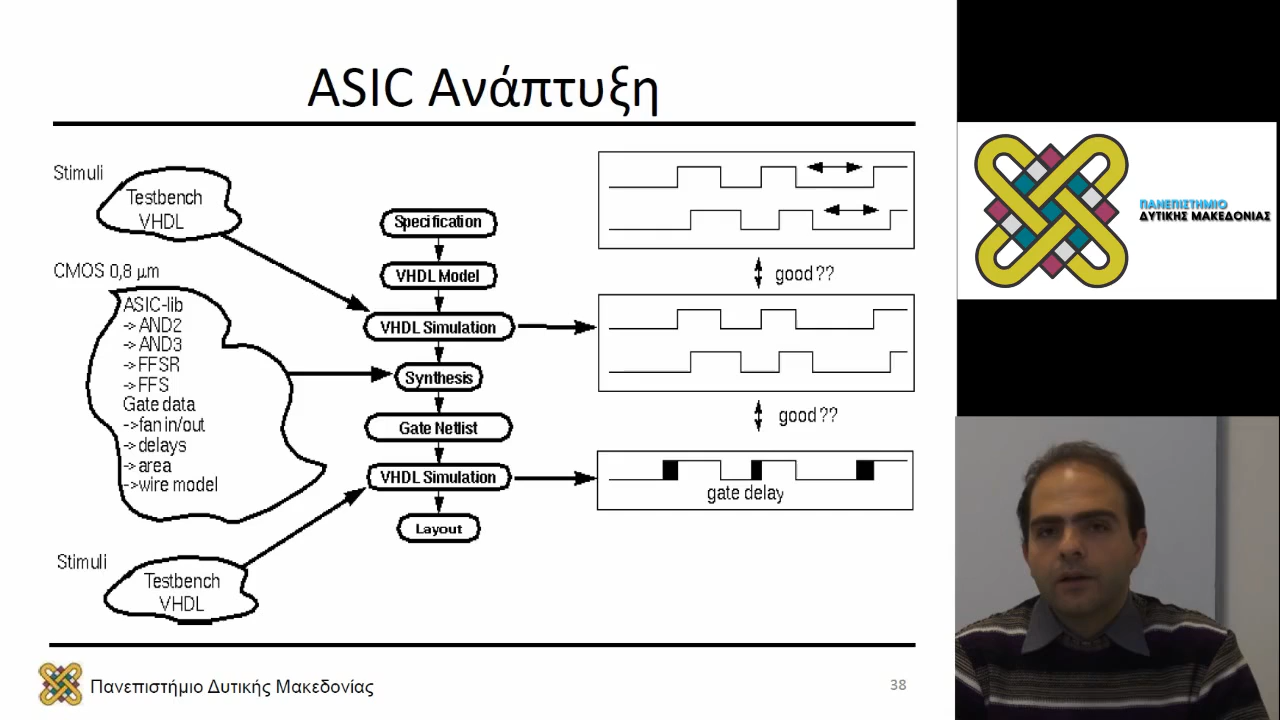 ASIC Ανάπτυξη
Stimuli
Testbench
VHDL
CMOS 0,8 µm
ASIC-lib
->AND2
->AND3
->FFSR
->FFS
Gate data
->fan in/out
->delays
->area
->wire model
Stimuli
Testbench
VHDL
Specification
VHDL Model
VHDL Simulation
Synthesis
Gate Netlist
VHDL Simulation
Layout
good ??
good ??
gate delay
Πανεπιστήμιο Δυτικής Μακεδονίας
38
ΠΑΝΕΠΙΣΤΗΜΙΟ
ΔΥΤΙΚΗΣ ΜΑΚΕΔΟΝΙΑΣ